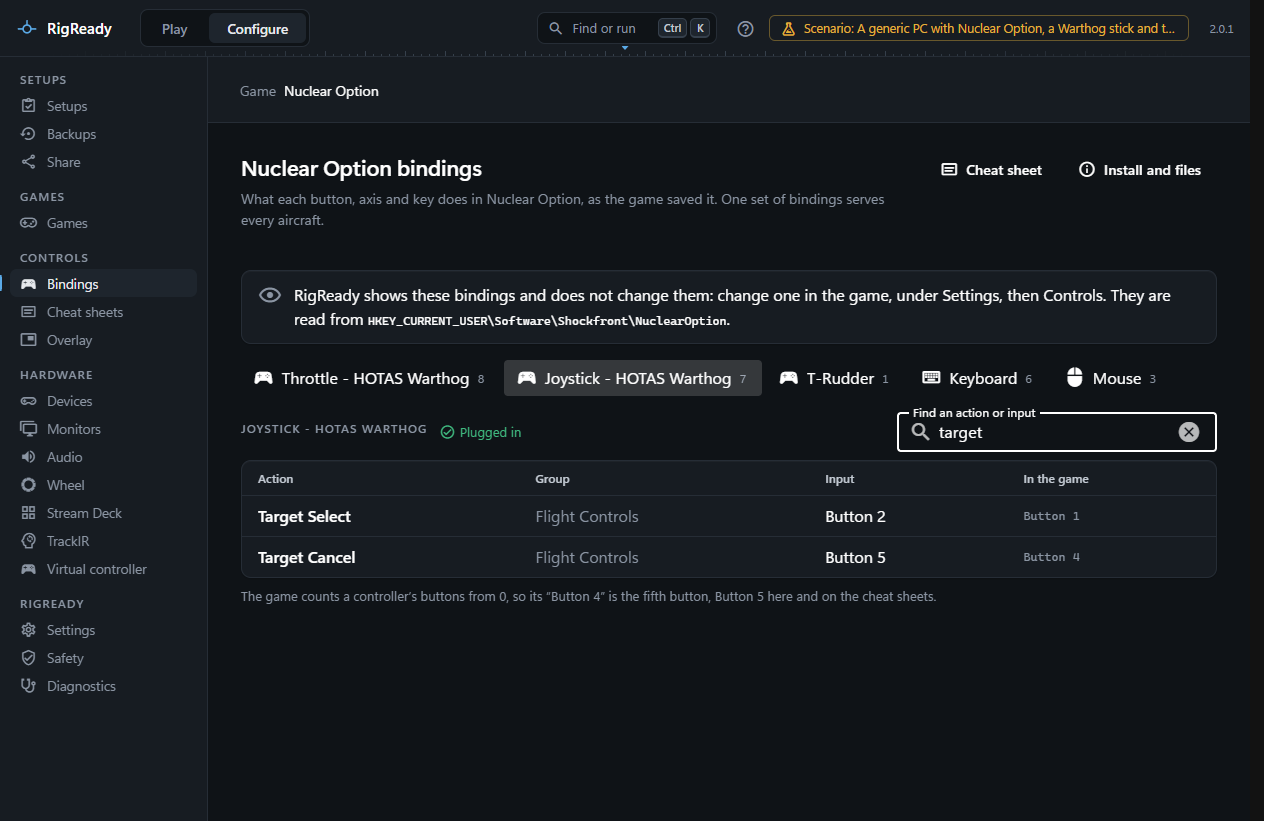 RigReady
Play
Configure
Find or run
Ctrl
K
Scenario: A generic PC with Nuclear Option, a Warthog stick and t...
2.0.1
SETUPS
Setups
Backups
Share
GAMES
Games
CONTROLS
Bindings
Cheat sheets
Overlay
HARDWARE
Devices
Monitors
Audio
Wheel
Stream Deck
TrackIR
Virtual controller
RIGREADY
Settings
Safety
Diagnostics
Game Nuclear Option
Nuclear Option bindings
Cheat sheet
Install and files
What each button, axis and key does in Nuclear Option, as the game saved it. One set of bindings serves
every aircraft.
RigReady shows these bindings and does not change them: change one in the game, under Settings, then Controls. They are
read from HKEY_CURRENT_USER\Software\Shockfront\NuclearOption.
Throttle - HOTAS Warthog 8
Joystick - HOTAS Warthog 7
T-Rudder 1
Keyboard 6
Mouse 3
JOYSTICK - HOTAS WARTHOG
Plugged in
Find an action or input
target
Action Group Input In the game
Target Select Flight Controls Button 2 Button 1
Target Cancel Flight Controls Button 5 Button 4
The game counts a controller's buttons from 0, so its “Button 4” is the fifth button, Button 5 here and on the cheat sheets.